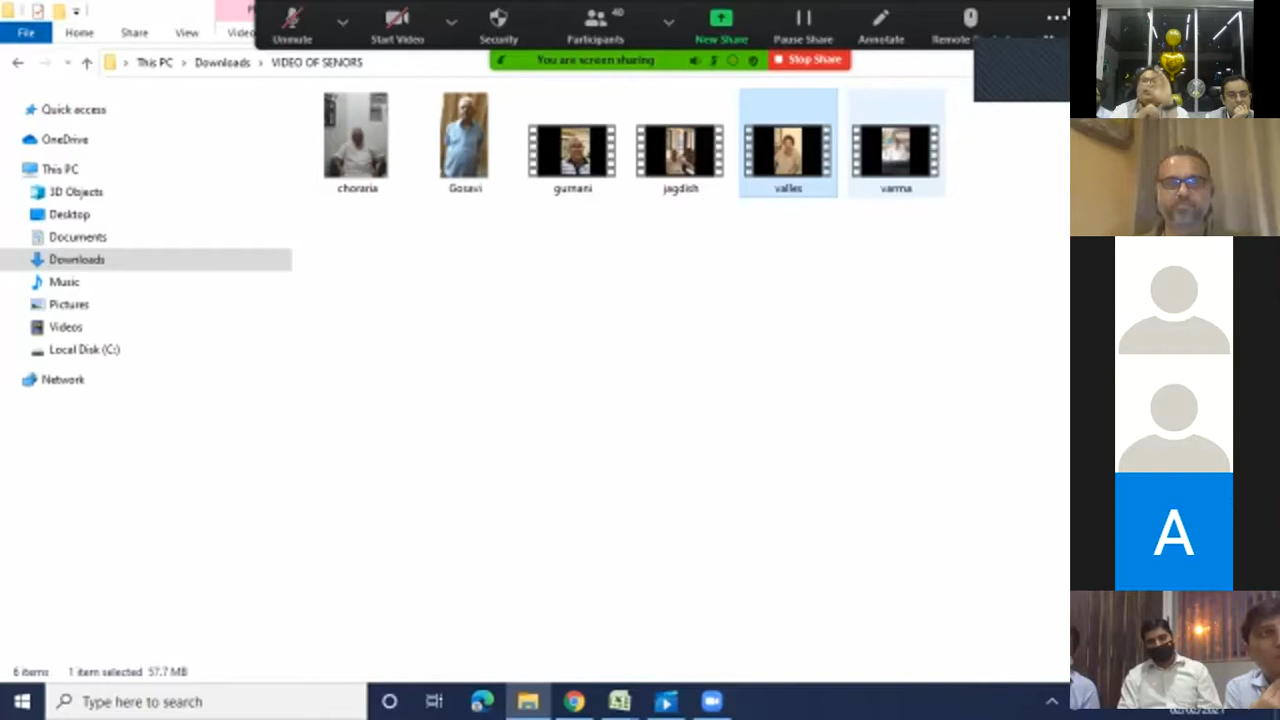 40
Unmute
Start Video
Security
Participants
New Share
Pause Share
Annotate
Remote
File
Home
Share
View
Video
You are screen sharing
Stop Share
This PC > Downloads > VIDEO OF SENORS
Quick access
OneDrive
This PC
3D Objects
Desktop
Documents
Downloads
Music
Pictures
Videos
Local Disk (C:)
Network
choraria
Gosavi
gumani
jagdish
valles
varma
A
6 items 1 item selected 57.7 MB
Type here to search